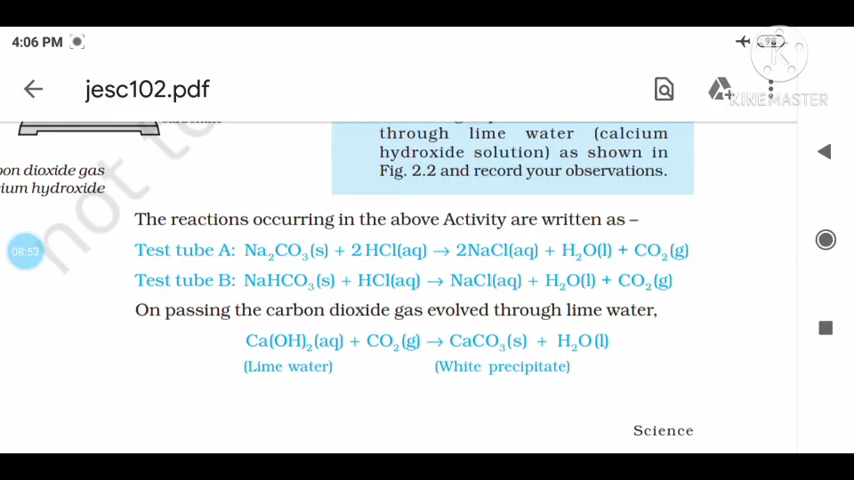 4:06 PM
98
jesc102.pdf
KINEMASTER
through lime water (calcium
hydroxide solution) as shown in
Fig. 2.2 and record your observations.
on dioxide gas
ium hydroxide
not to
08:53
The reactions occurring in the above Activity are written as –
Test tube A: Na₂CO₃(s) + 2 HCl(aq) → 2NaCl(aq) + H₂O(l) + CO₂(g)
Test tube B: NaHCO₃(s) + HCl(aq) → NaCl(aq) + H₂O(l) + CO₂(g)
On passing the carbon dioxide gas evolved through lime water,
Ca(OH)₂(aq) + CO₂(g) → CaCO₃(s) + H₂O(l)
(Lime water) (White precipitate)
Science